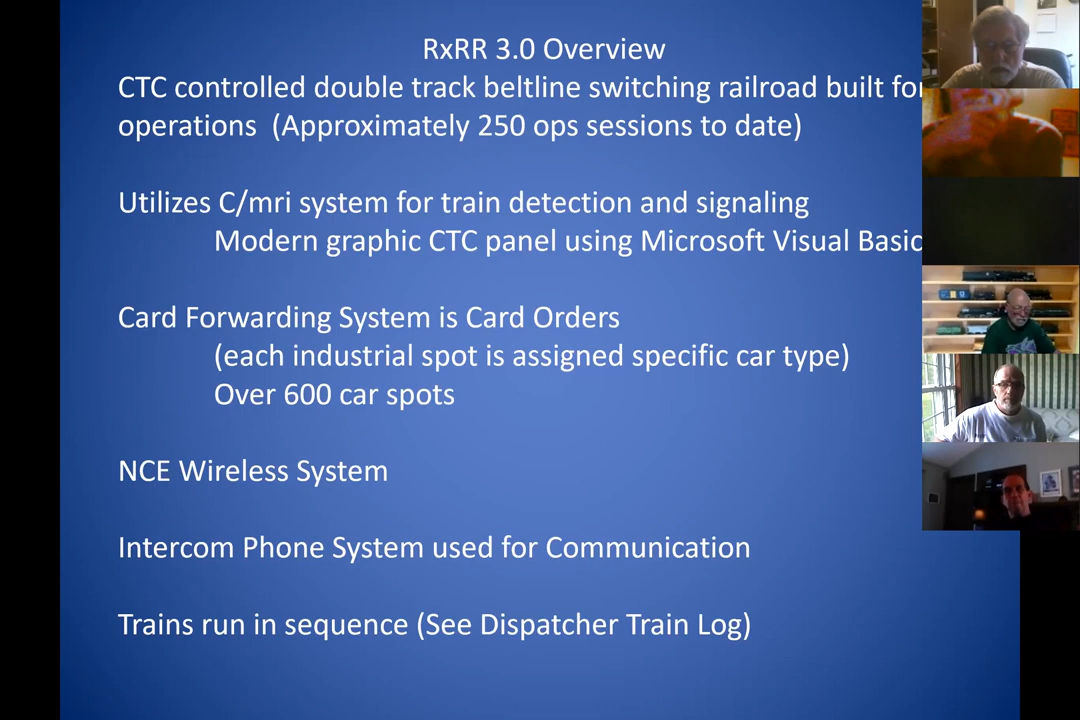 RxRR 3.0 Overview
CTC controlled double track beltline switching railroad built for
operations (Approximately 250 ops sessions to date)
Utilizes C/mri system for train detection and signaling
Modern graphic CTC panel using Microsoft Visual Basic
Card Forwarding System is Card Orders
(each industrial spot is assigned specific car type)
Over 600 car spots
NCE Wireless System
Intercom Phone System used for Communication
Trains run in sequence (See Dispatcher Train Log)